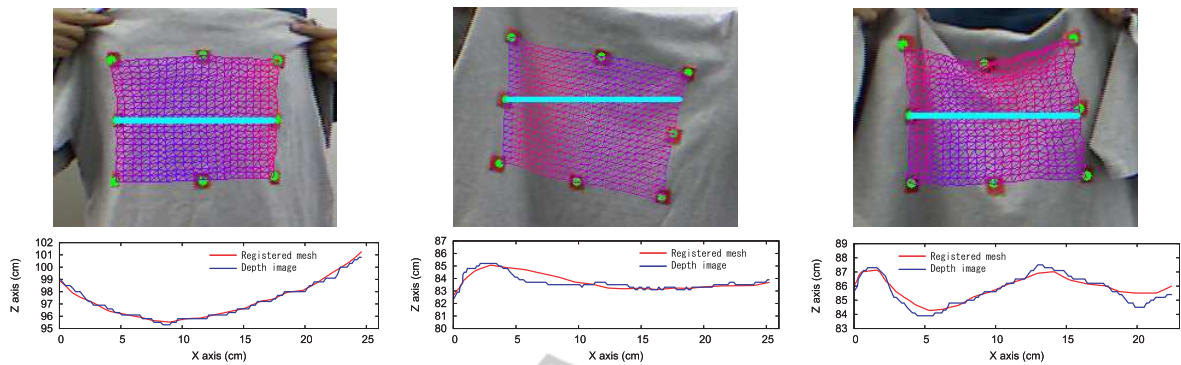 102
101
100
99
98
97
96
95
Z axis (cm)
Registered mesh
Depth image
0 5 10 15 20 25
X axis (cm)
87
86
85
84
83
82
81
80
Z axis (cm)
Registered mesh
Depth image
0 5 10 15 20 25
X axis (cm)
89
88
87
86
85
84
83
Z axis (cm)
Registered mesh
Depth image
0 5 10 15 20
X axis (cm)